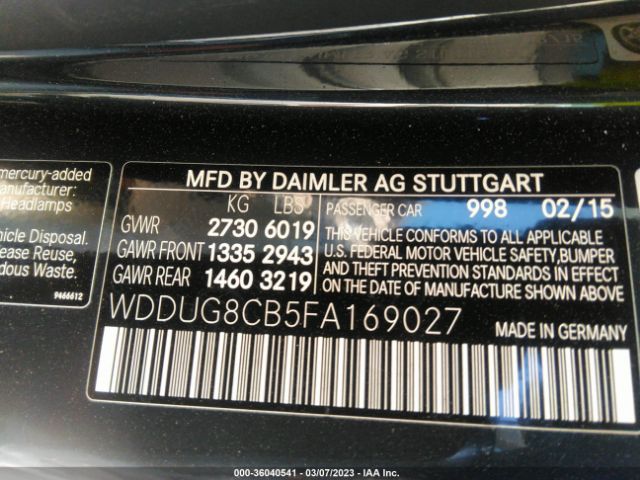 mercury-added
anufacturer:
Headlamps
hicle Disposal.
ease Reuse,
dous Waste.
9466612
MFD BY DAIMLER AG STUTTGART
KG LBS
GVWR 2730 6019
GAWR FRONT 1335 2943
GAWR REAR 1460 3219
PASSENGER CAR 998 02/15
THIS VEHICLE CONFORMS TO ALL APPLICABLE
U.S. FEDERAL MOTOR VEHICLE SAFETY, BUMPER
AND THEFT PREVENTION STANDARDS IN EFFECT
ON THE DATE OF MANUFACTURE SHOWN ABOVE.
WDDUG8CB5FA169027
MADE IN GERMANY
000-36040541 - 03/07/2023 - IAA Inc.